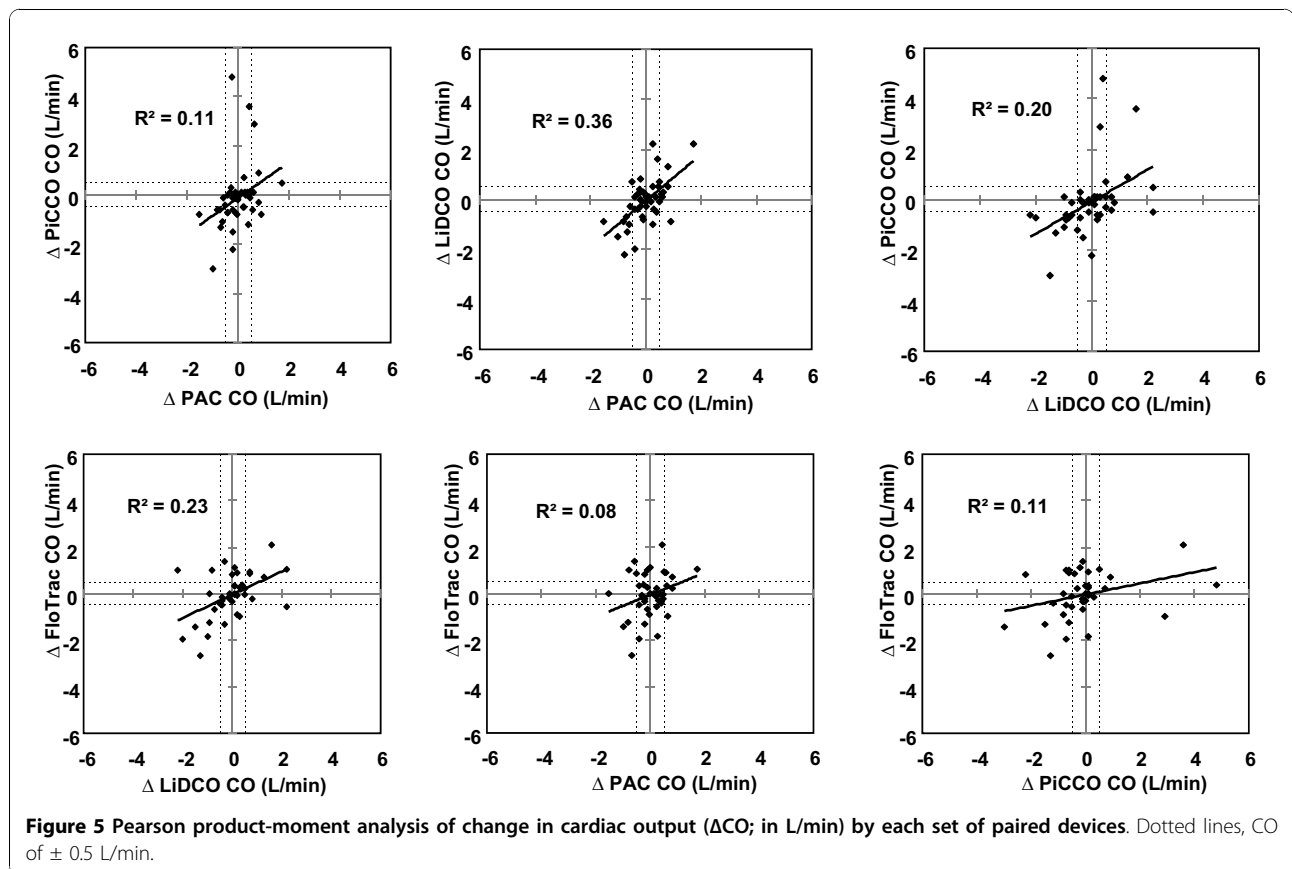 6
4
2
0
-2
-4
-6
Δ PiCCO CO (L/min)
R² = 0.11
-6 -4 -2 0 2 4 6
Δ PAC CO (L/min)
6
4
2
0
-2
-4
-6
Δ LiDCO CO (L/min)
R² = 0.36
-6 -4 -2 0 2 4 6
Δ PAC CO (L/min)
6
4
2
0
-2
-4
-6
Δ PiCCO CO (L/min)
R² = 0.20
-6 -4 -2 0 2 4 6
Δ LiDCO CO (L/min)
6
4
2
0
-2
-4
-6
Δ FloTrac CO (L/min)
R² = 0.23
-6 -4 -2 0 2 4 6
Δ LiDCO CO (L/min)
6
4
2
0
-2
-4
-6
Δ FloTrac CO (L/min)
R² = 0.08
-6 -4 -2 0 2 4 6
Δ PAC CO (L/min)
6
4
2
0
-2
-4
-6
Δ FloTrac CO (L/min)
R² = 0.11
-6 -4 -2 0 2 4 6
Δ PiCCO CO (L/min)
Figure 5 Pearson product-moment analysis of change in cardiac output (ΔCO; in L/min) by each set of paired devices. Dotted lines, CO
of ± 0.5 L/min.